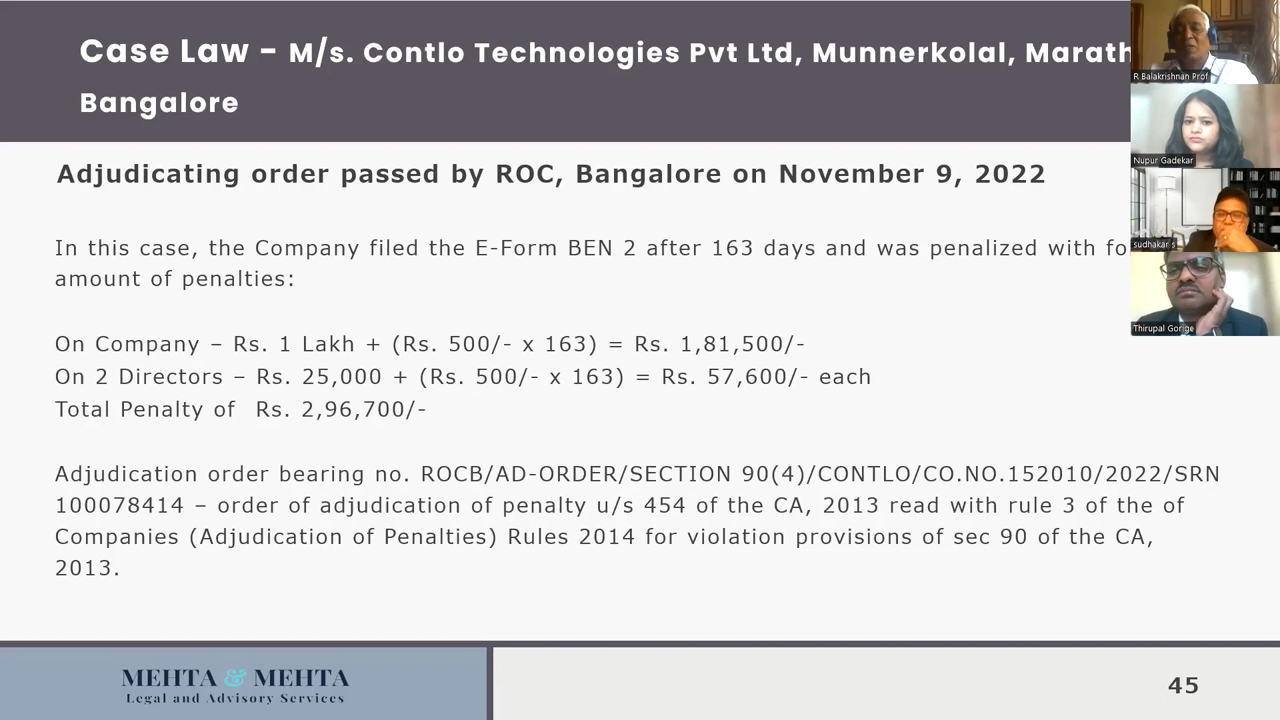 Case Law – M/s. Contlo Technologies Pvt Ltd, Munnerkolal,
Bangalore
R Balakrishnan Prof
Adjudicating order passed by ROC, Bangalore on November 9, 2022
Nupur Gadekar
In this case, the Company filed the E-Form BEN 2 after 163 days and was penalized with
sudhakar s
amount of penalties:
Thirupal Gorige
On Company – Rs. 1 Lakh + (Rs. 500/- x 163) = Rs. 1,81,500/-
On 2 Directors – Rs. 25,000 + (Rs. 500/- x 163) = Rs. 57,600/- each
Total Penalty of Rs. 2,96,700/-
Adjudication order bearing no. ROCB/AD-ORDER/SECTION 90(4)/CONTLO/CO.NO.152010/2022/SRN
100078414 – order of adjudication of penalty u/s 454 of the CA, 2013 read with rule 3 of the of
Companies (Adjudication of Penalties) Rules 2014 for violation provisions of sec 90 of the CA,
2013.
MEHTA & MEHTA
Legal and Advisory Services
45